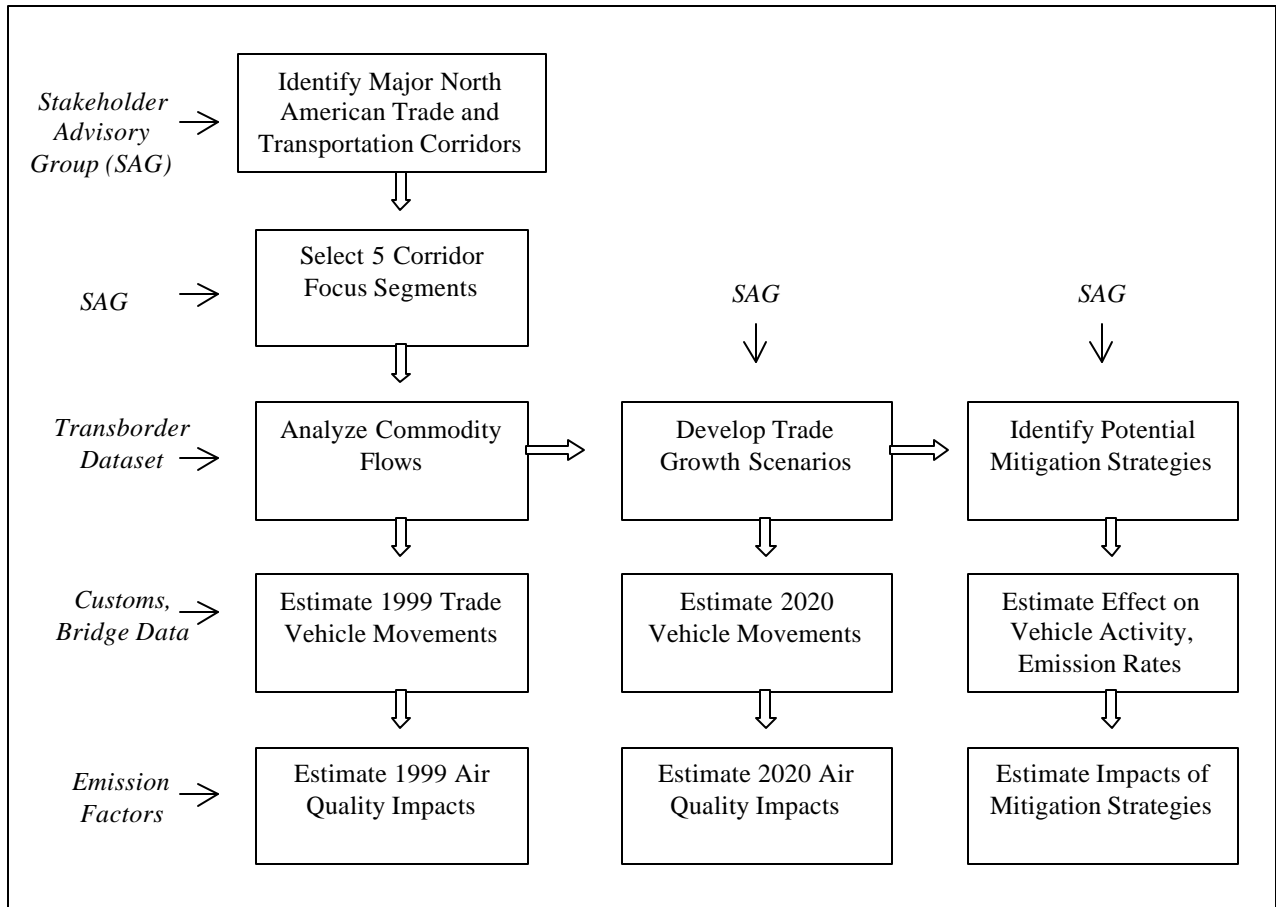 Stakeholder
Advisory
Group (SAG)
Identify Major North
American Trade and
Transportation Corridors
SAG
Select 5 Corridor
Focus Segments
SAG
SAG
Transborder
Dataset
Analyze Commodity
Flows
Develop Trade
Growth Scenarios
Identify Potential
Mitigation Strategies
Customs,
Bridge Data
Estimate 1999 Trade
Vehicle Movements
Estimate 2020
Vehicle Movements
Estimate Effect on
Vehicle Activity,
Emission Rates
Emission
Factors
Estimate 1999 Air
Quality Impacts
Estimate 2020 Air
Quality Impacts
Estimate Impacts of
Mitigation Strategies